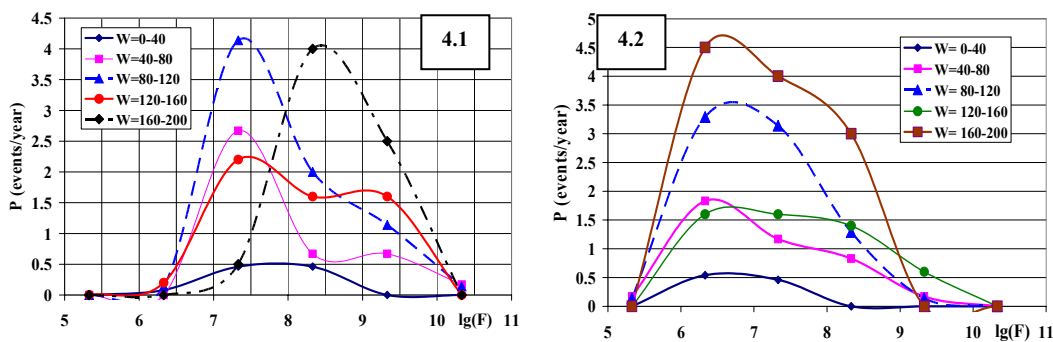 4.1
W=0-40
W=40-80
W=80-120
W=120-160
W=160-200
P (events/year)
4.5
4
3.5
3
2.5
2
1.5
1
0.5
0
5 6 7 8 9 10 lg(F) 11
4.2
W= 0-40
W=40-80
W= 80-120
W= 120-160
W= 160-200
P (events/year)
5
4.5
4
3.5
3
2.5
2
1.5
1
0.5
0
5 6 7 8 9 10 lg(F) 11